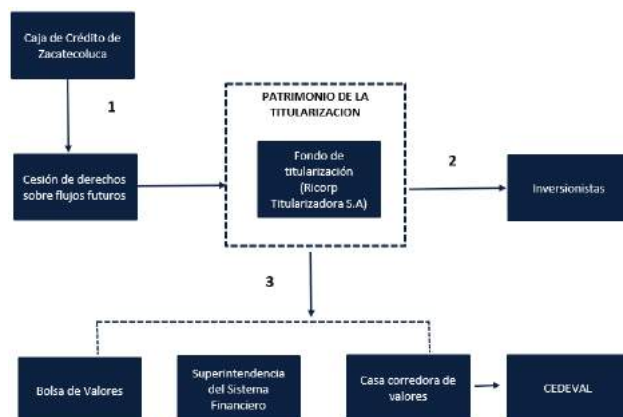 Caja de Crédito de
Zacatecoluca
1
Cesión de derechos
sobre flujos futuros
PATRIMONIO DE LA
TITULARIZACION
Fondo de
titularización
(Ricorp
Titularizadora S.A)
2
Inversionistas
3
Bolsa de Valores
Superintendencia
del Sistema
Financiero
Casa corredora de
valores
CEDEVAL